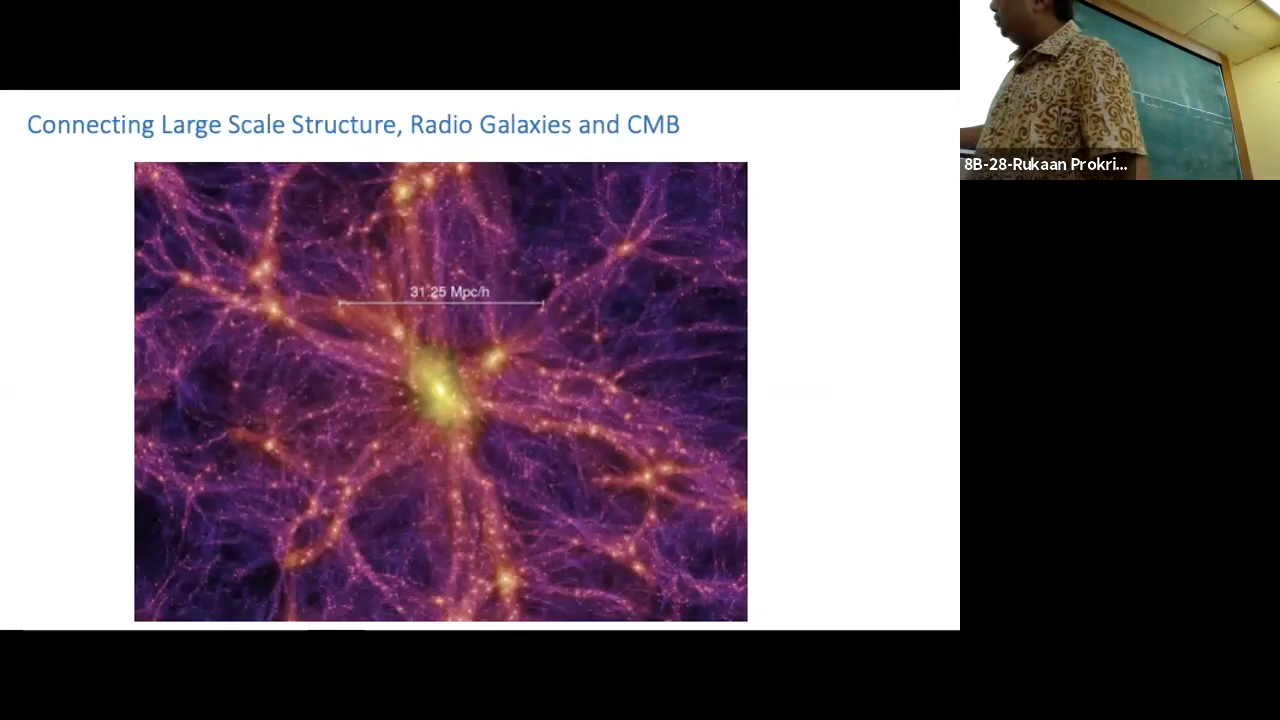 Connecting Large Scale Structure, Radio Galaxies and CMB
31.25 Mpc/h
8B-28-Rukaan Prokri...